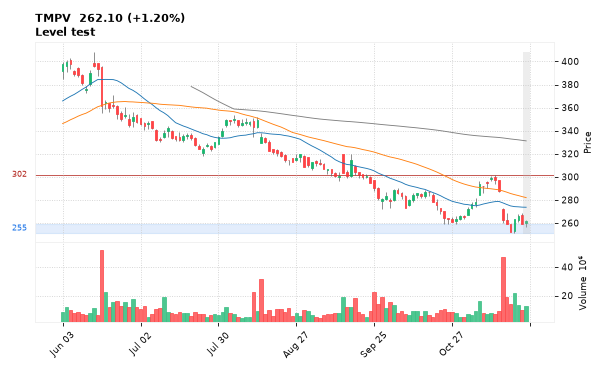 TMPV 262.10 (+1.20%)
Level test
400
380
360
340
320
302
300
280
255
260
Price
40
20
Volume 10⁶
Jun 03
Jul 02
Jul 30
Aug 27
Sep 25
Oct 27